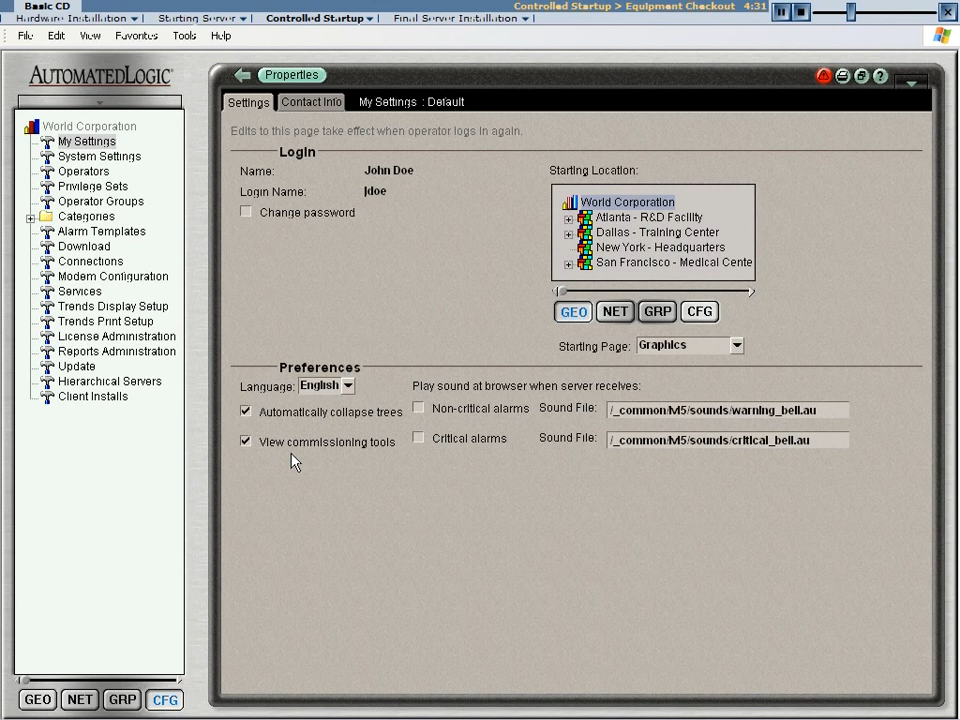 Basic CD
Controlled Startup > Equipment Checkout 4:31
Hardware Installation
Starting Server
Controlled Startup
Final Server Installation
File Edit View Favorites Tools Help
AUTOMATEDLOGIC
Properties
Settings
Contact Info
My Settings : Default
World Corporation
My Settings
System Settings
Operators
Privilege Sets
Operator Groups
Categories
Alarm Templates
Download
Connections
Modem Configuration
Services
Trends Display Setup
Trends Print Setup
License Administration
Reports Administration
Update
Hierarchical Servers
Client Installs
GEO NET GRP CFG
Edits to this page take effect when operator logs in again.
Login
Name: John Doe
Login Name: jdoe
Change password
Starting Location:
World Corporation
Atlanta - R&D Facility
Dallas - Training Center
New York - Headquarters
San Francisco - Medical Cente
GEO NET GRP CFG
Starting Page: Graphics
Preferences
Language: English
Play sound at browser when server receives:
Automatically collapse trees
Non-critical alarms Sound File: /_common/lvl5/sounds/warning_bell.au
View commissioning tools
Critical alarms Sound File: /_common/lvl5/sounds/critical_bell.au